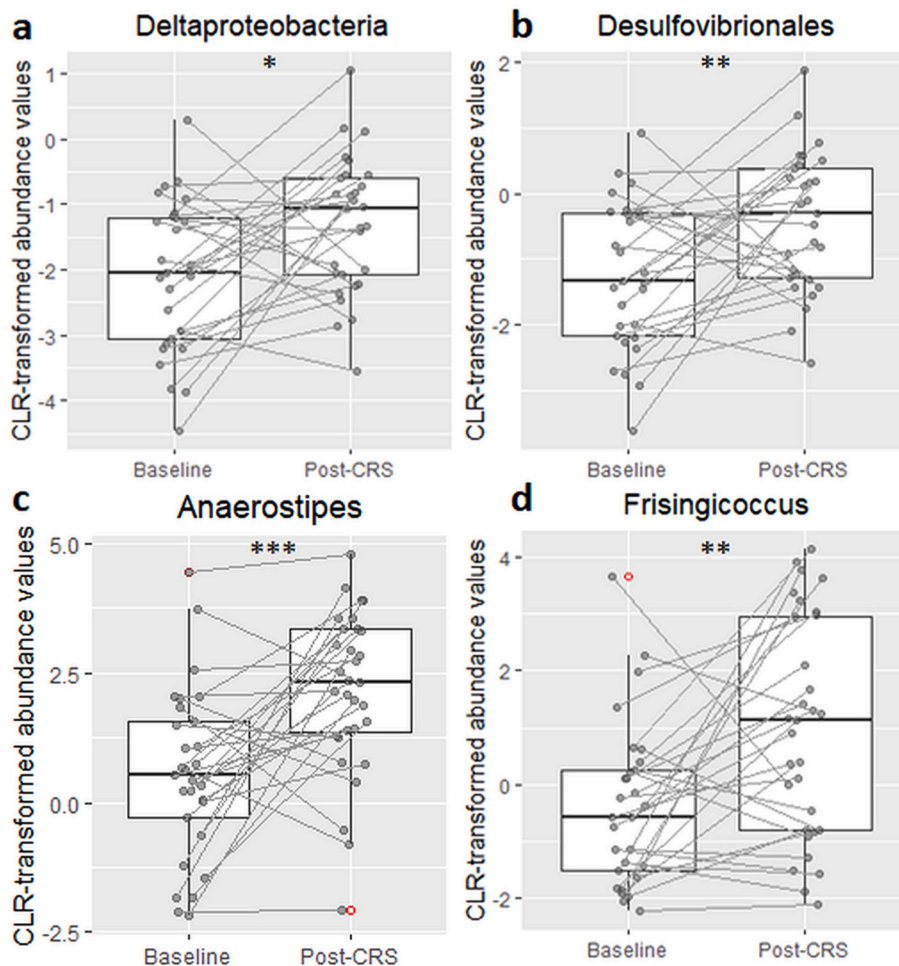 a Deltaproteobacteria
*
CLR-transformed abundance values
1
0
-1
-2
-3
-4
Baseline Post-CRS
b Desulfovibrionales
**
CLR-transformed abundance values
2
0
-2
Baseline Post-CRS
c Anaerostipes
***
CLR-transformed abundance values
5.0
2.5
0.0
-2.5
Baseline Post-CRS
d Frisingicoccus
**
CLR-transformed abundance values
4
2
0
-2
Baseline Post-CRS